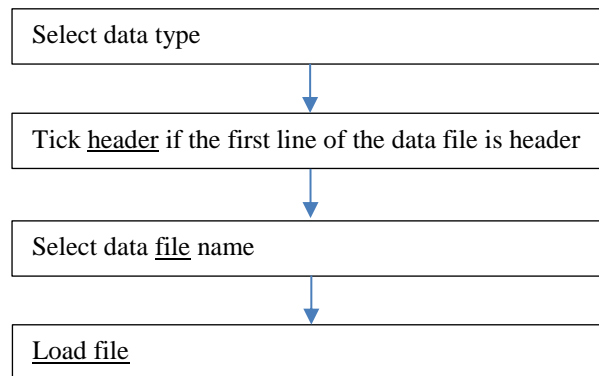 Select data type
Tick header if the first line of the data file is header
Select data file name
Load file